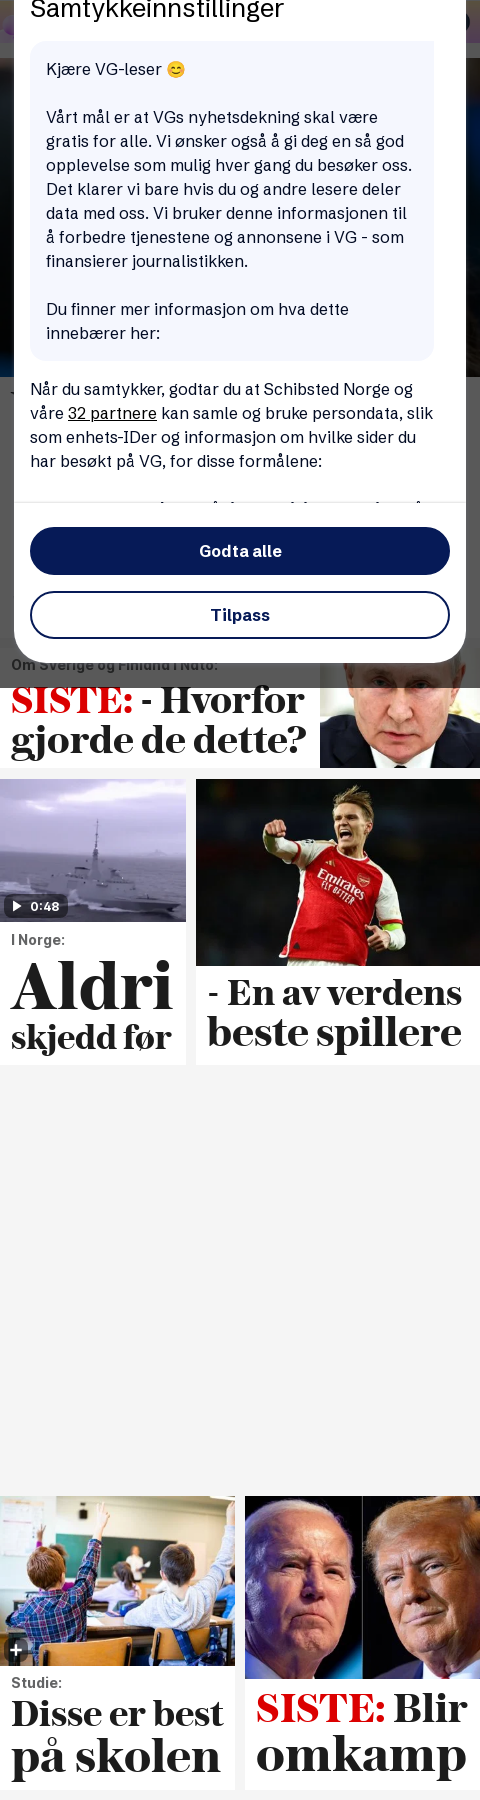 Samtykkeinnstillinger
Kjære VG-leser 😊
Vårt mål er at VGs nyhetsdekning skal være
gratis for alle. Vi ønsker også å gi deg en så god
opplevelse som mulig hver gang du besøker oss.
Det klarer vi bare hvis du og andre lesere deler
data med oss. Vi bruker denne informasjonen til
å forbedre tjenestene og annonsene i VG - som
finansierer journalistikken.
Du finner mer informasjon om hva dette
innebærer her:
Når du samtykker, godtar du at Schibsted Norge og
våre 32 partnere kan samle og bruke persondata, slik
som enhets-IDer og informasjon om hvilke sider du
har besøkt på VG, for disse formålene:
Godta alle
Tilpass
Om Sverige og Finland i Nato:
SISTE: - Hvorfor
gjorde de dette?
0:48
I Norge:
Aldri
skjedd før
Emirates
FLY BETTER
- En av verdens
beste spillere
Studie:
Disse er best
på skolen
SISTE: Blir
omkamp